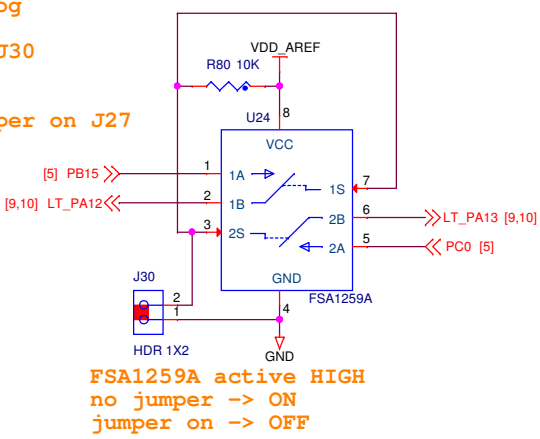 og
J30
VDD_AREF
R80 10K
per on J27
U24
8
VCC
[5] PB15
1
1A
7
1S
[9,10] LT_PA12
2
1B
6
2B
LT_PA13 [9,10]
3
2S
5
2A
PC0 [5]
J30
GND
2
1
4
FSA1259A
HDR 1X2
GND
FSA1259A active HIGH
no jumper -> ON
jumper on -> OFF